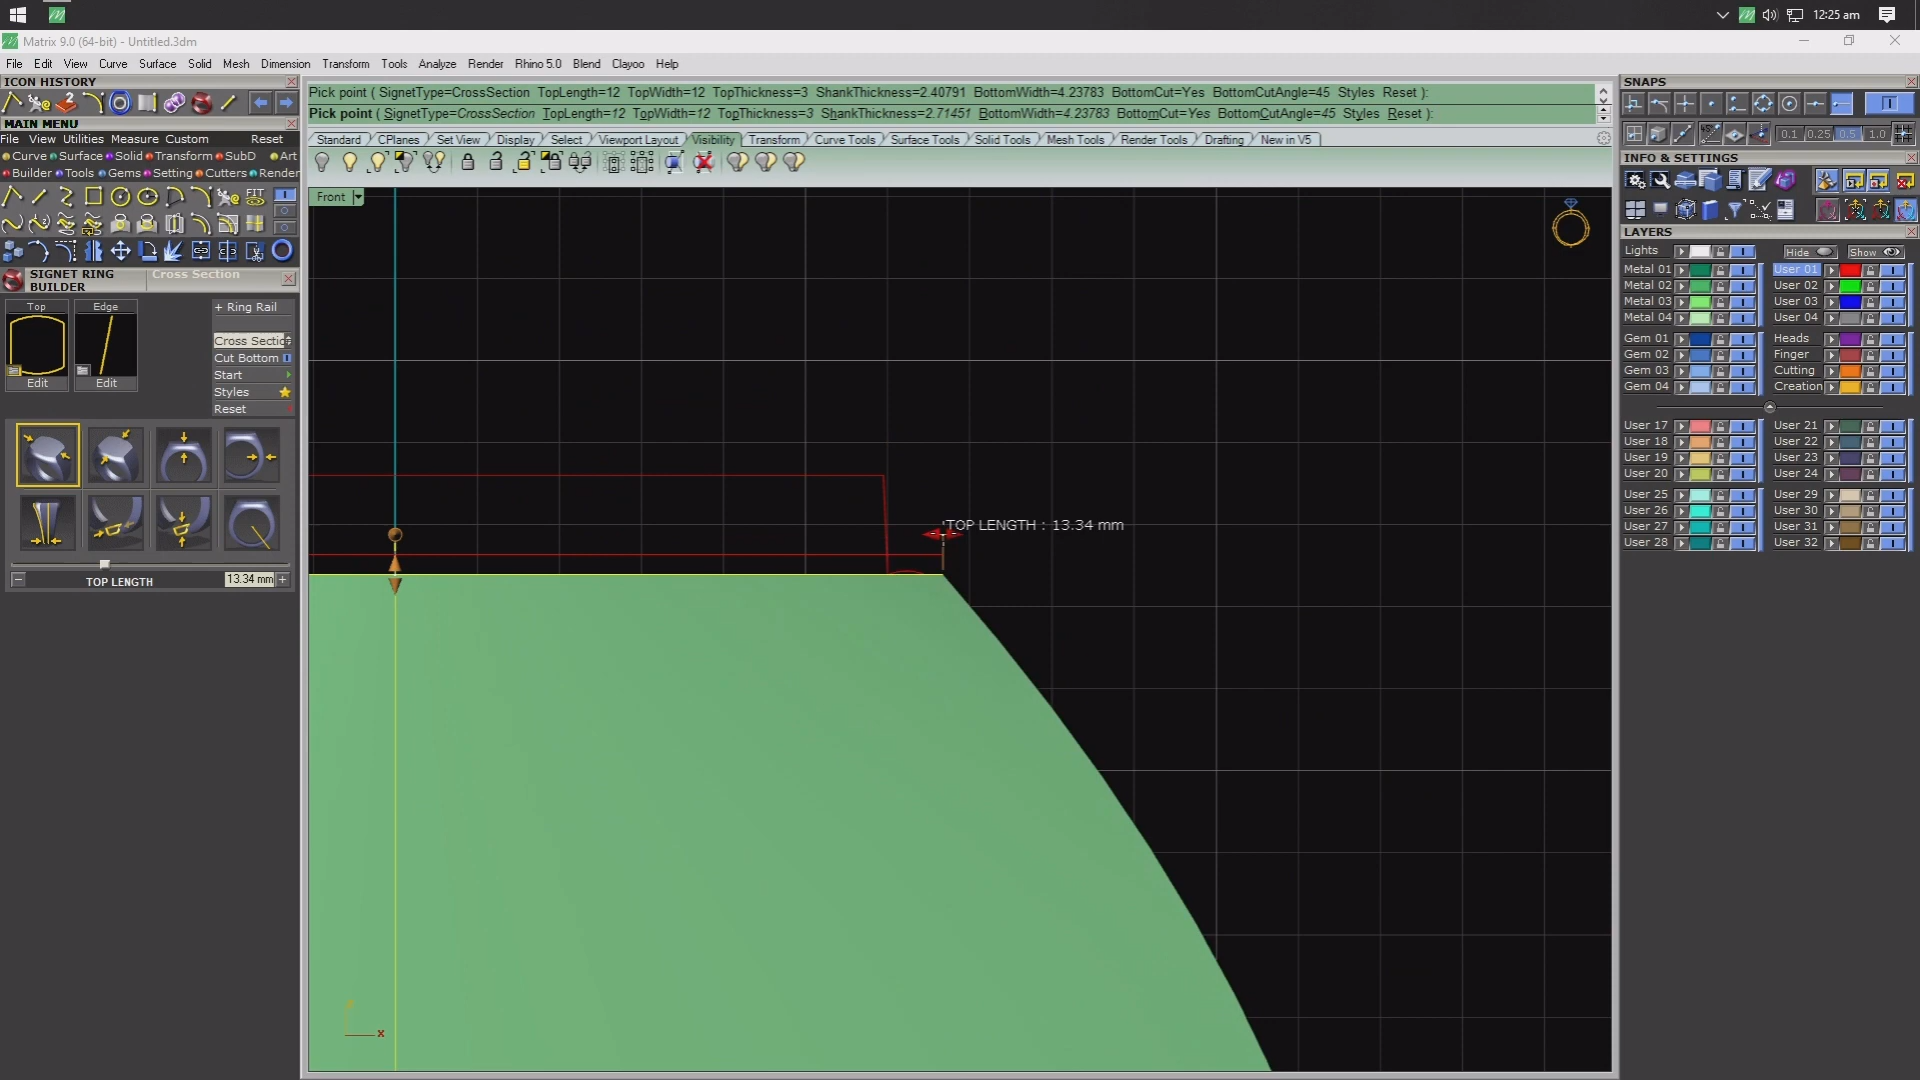 12:25 am
Matrix 9.0 (64-bit) - Untitled.3dm
File Edit View Curve Surface Solid Mesh Dimension Transform Tools Analyze Render Rhino 5.0 Blend Clayoo Help
ICON HISTORY
Pick point ( SignetType=CrossSection TopLength=12 TopWidth=12 TopThickness=3 ShankThickness=2.40791 BottomWidth=4.23783 BottomCut=Yes BottomCutAngle=45 Styles Reset ):
Pick point ( SignetType=CrossSection TopLength=12 TopWidth=12 TopThickness=3 ShankThickness=2.71451 BottomWidth=4.23783 BottomCut=Yes BottomCutAngle=45 Styles Reset ):
MAIN MENU
File View Utilities Measure Custom Reset
Curve Surface Solid Transform SubD Art
Builder Tools Gems Setting Cutters Render
FIT
Standard CPlanes Set View Display Select Viewport Layout Visibility Transform Curve Tools Surface Tools Solid Tools Mesh Tools Render Tools Drafting New in V5
Front
SIGNET RING BUILDER
Cross Section
Top
Edge
Edit
Edit
+ Ring Rail
Cross Sectio
Cut Bottom
Start
Styles
Reset
TOP LENGTH
13.34 mm
TOP LENGTH : 13.34 mm
x
SNAPS
0.1 0.25 0.5 1.0
INFO & SETTINGS
LAYERS
Lights
Hide
Show
Metal 01
User 01
Metal 02
User 02
Metal 03
User 03
Metal 04
User 04
Gem 01
Heads
Gem 02
Finger
Gem 03
Cutting
Gem 04
Creation
User 17
User 21
User 18
User 22
User 19
User 23
User 20
User 24
User 25
User 29
User 26
User 30
User 27
User 31
User 28
User 32